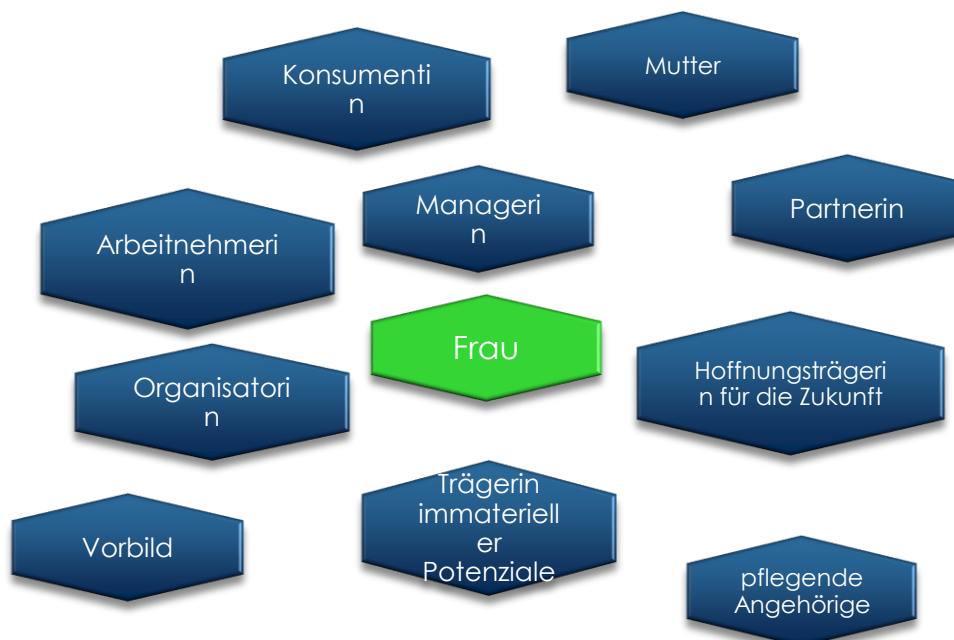 Konsumenti
n
Mutter
Manageri
n
Partnerin
Arbeitnehmeri
n
Frau
Organisatori
n
Hoffnungsträgeri
n für die Zukunft
Trägerin
immateriell
er
Potenziale
Vorbild
pflegende
Angehörige